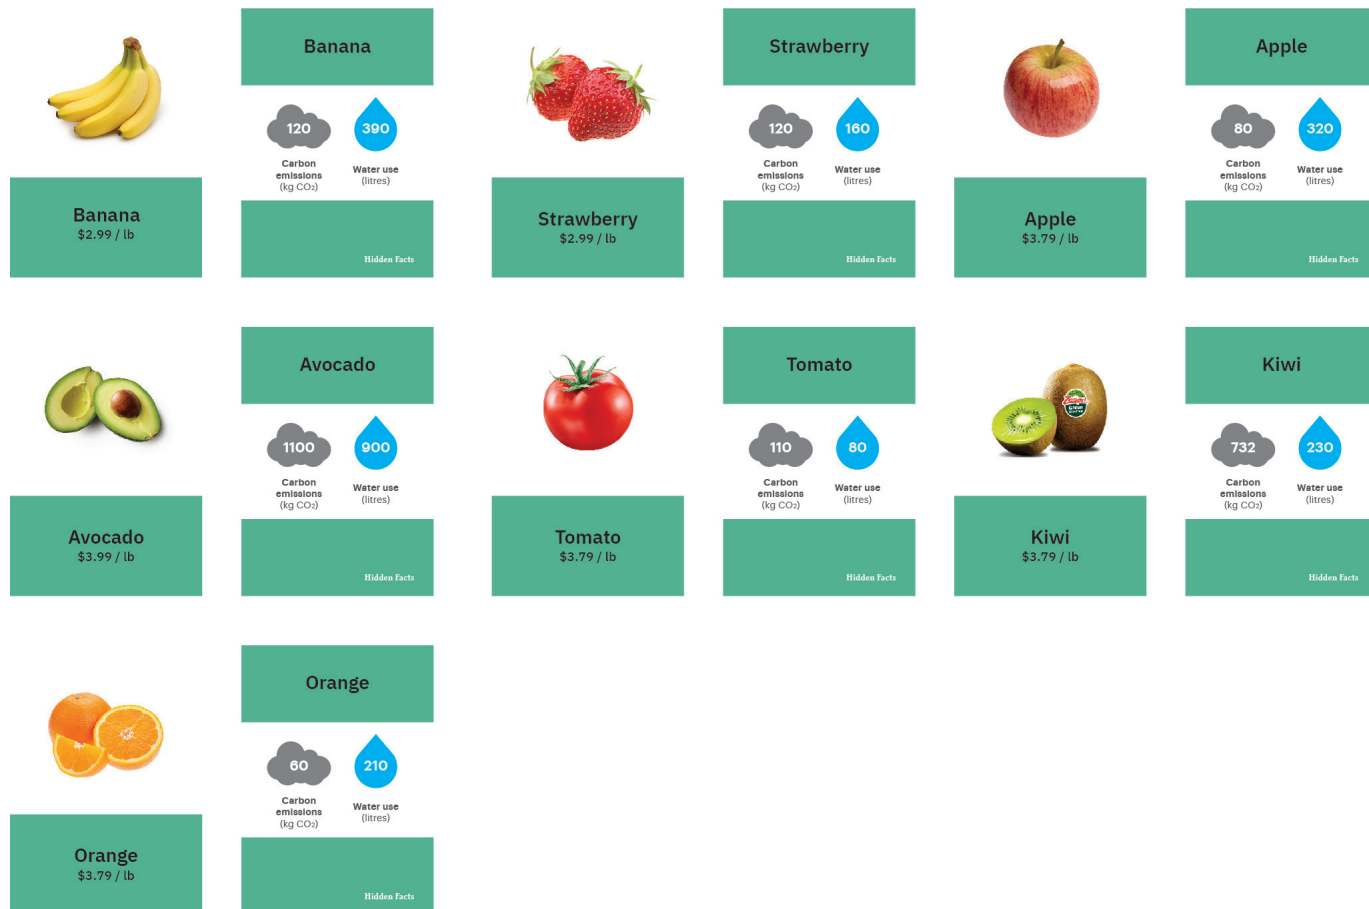 Banana
$2.99 / lb
Banana
120
390
Carbon
emissions
(kg CO₂)
Water use
(litres)
Hidden Facts
Strawberry
$2.99 / lb
Strawberry
120
160
Carbon
emissions
(kg CO₂)
Water use
(litres)
Hidden Facts
Apple
$3.79 / lb
Apple
80
320
Carbon
emissions
(kg CO₂)
Water use
(litres)
Hidden Facts
Avocado
$3.99 / lb
Avocado
1100
900
Carbon
emissions
(kg CO₂)
Water use
(litres)
Hidden Facts
Tomato
$3.79 / lb
Tomato
110
80
Carbon
emissions
(kg CO₂)
Water use
(litres)
Hidden Facts
Kiwi
$3.79 / lb
Kiwi
732
230
Carbon
emissions
(kg CO₂)
Water use
(litres)
Hidden Facts
Orange
$3.79 / lb
Orange
60
210
Carbon
emissions
(kg CO₂)
Water use
(litres)
Hidden Facts